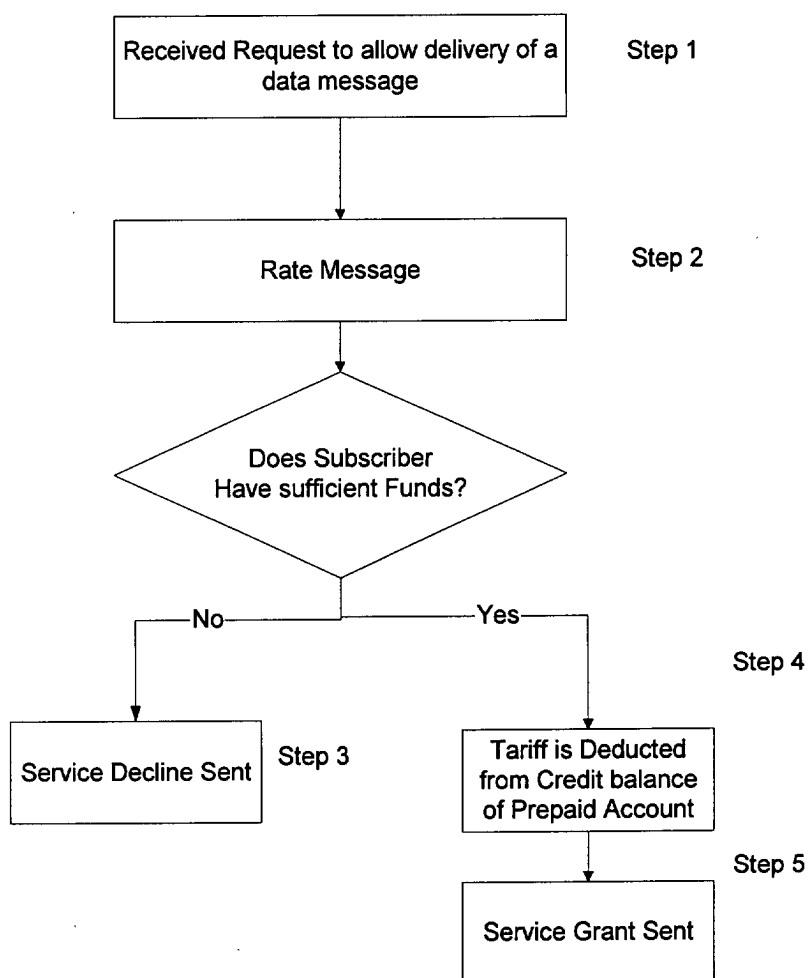 Received Request to allow delivery of a
data message
Step 1
Rate Message
Step 2
Does Subscriber
Have sufficient Funds?
No
Yes
Step 4
Service Decline Sent
Step 3
Tariff is Deducted
from Credit balance
of Prepaid Account
Step 5
Service Grant Sent